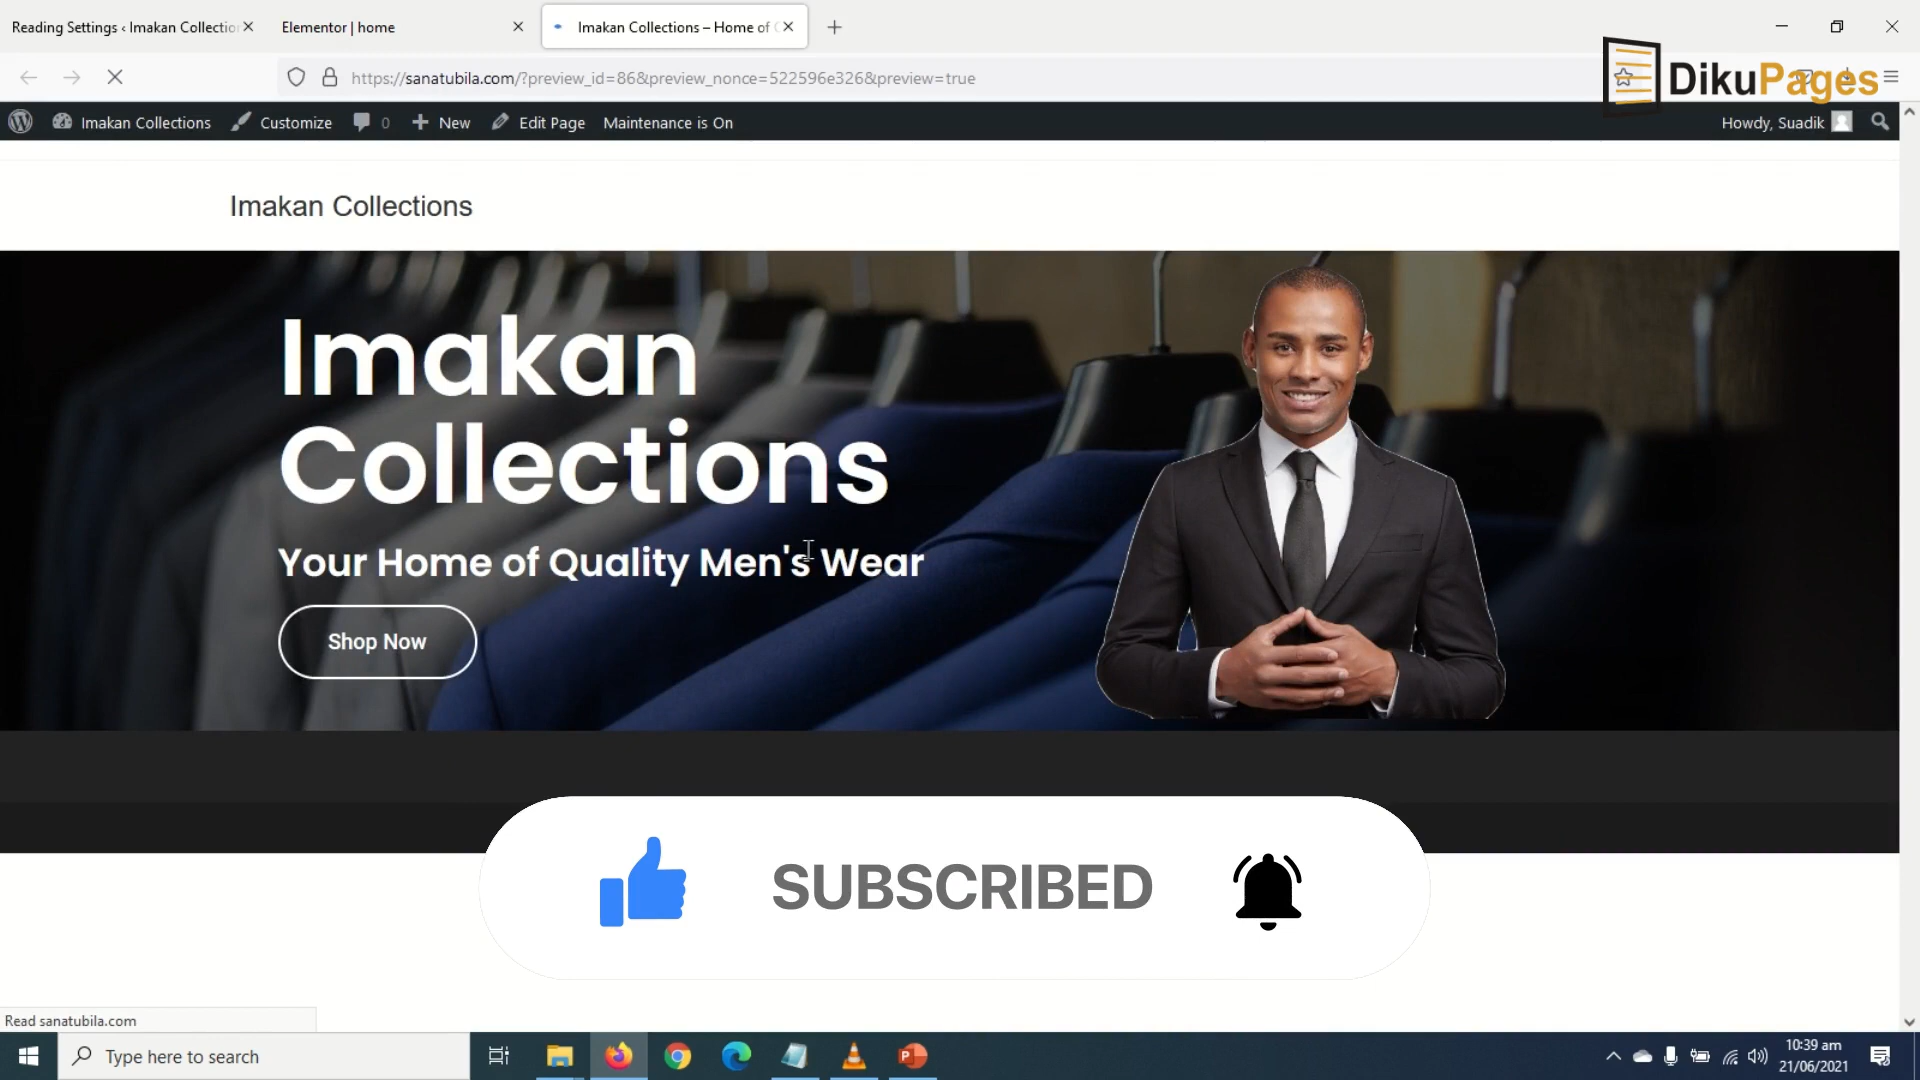 Reading Settings ‹ Imakan Collection
Elementor | home
Imakan Collections – Home of
https://sanatubila.com/?preview_id=86&preview_nonce=522596e326&preview=true
DikuPages
Imakan Collections
Customize
0
New
Edit Page
Maintenance is On
Howdy, Suadik
Imakan Collections
Imakan
Collections
Your Home of Quality Men's Wear
Shop Now
SUBSCRIBED
Read sanatubila.com
Type here to search
10:39 am
21/06/2021